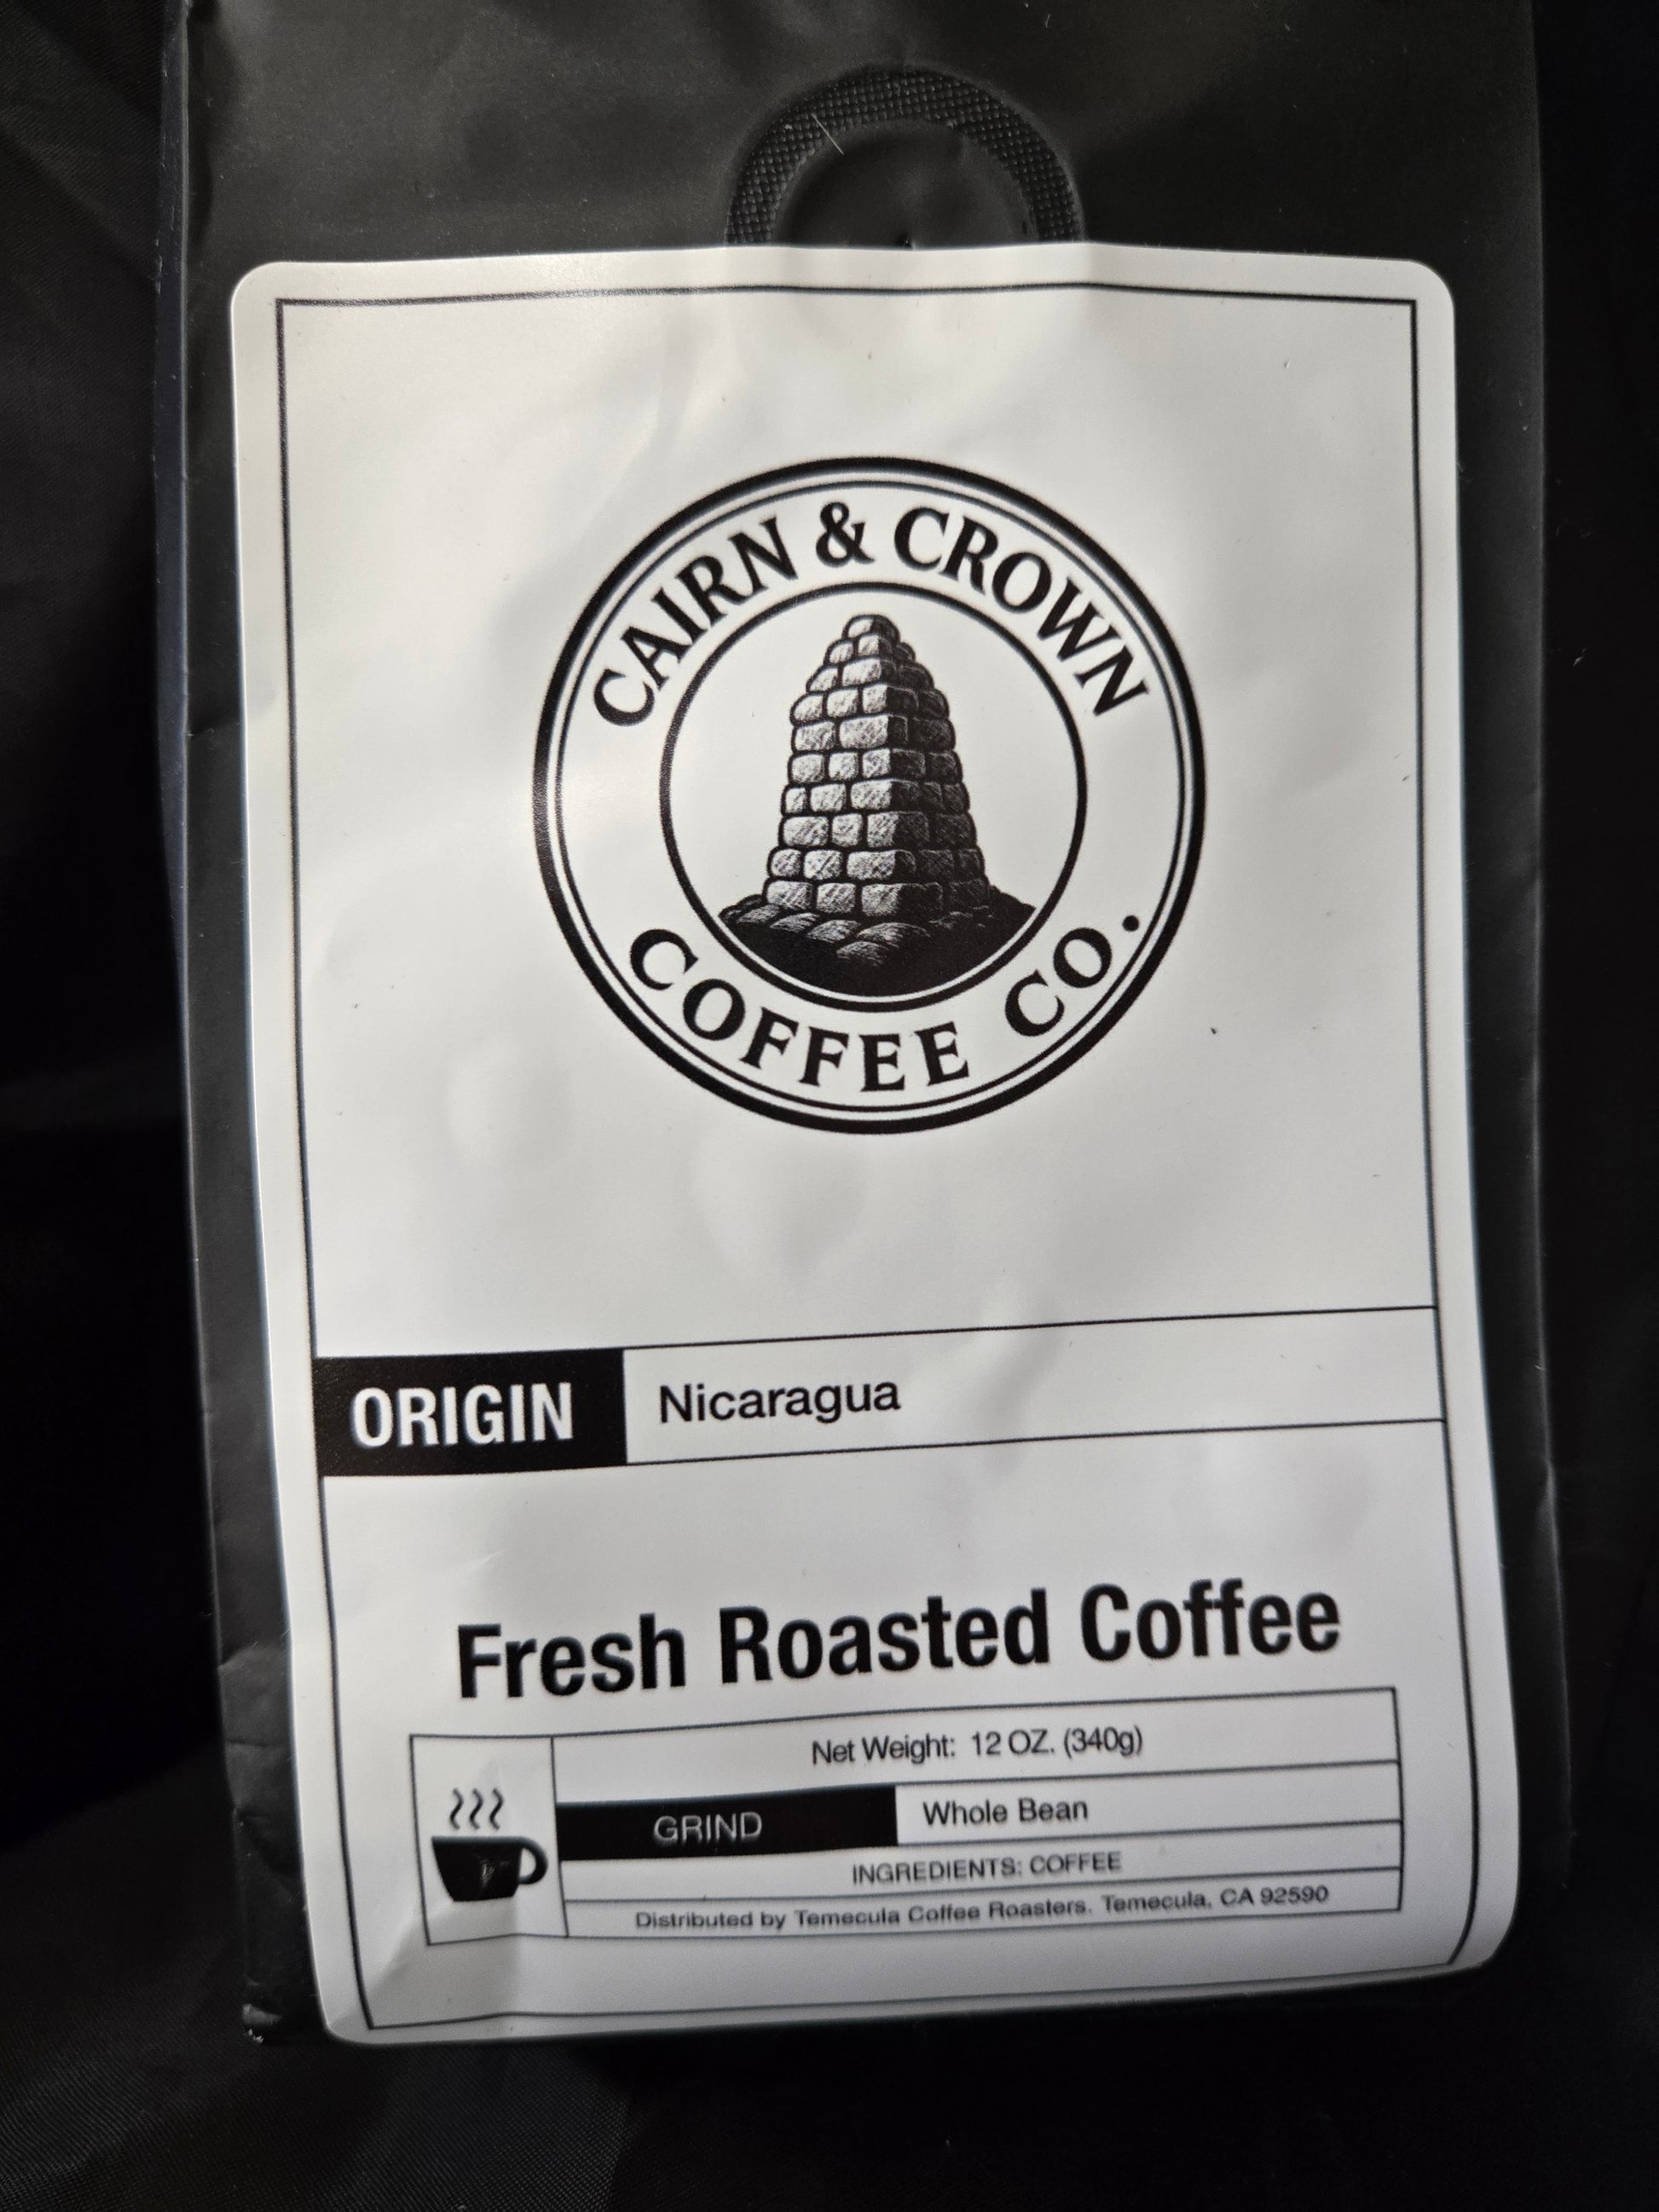 CAIRN & CROWN
COFFEE CO.
ORIGIN Nicaragua
Fresh Roasted Coffee
Net Weight: 12 OZ. (340g)
GRIND Whole Bean
INGREDIENTS: COFFEE
Distributed by Temecula Coffee Roasters. Temecula, CA 92590